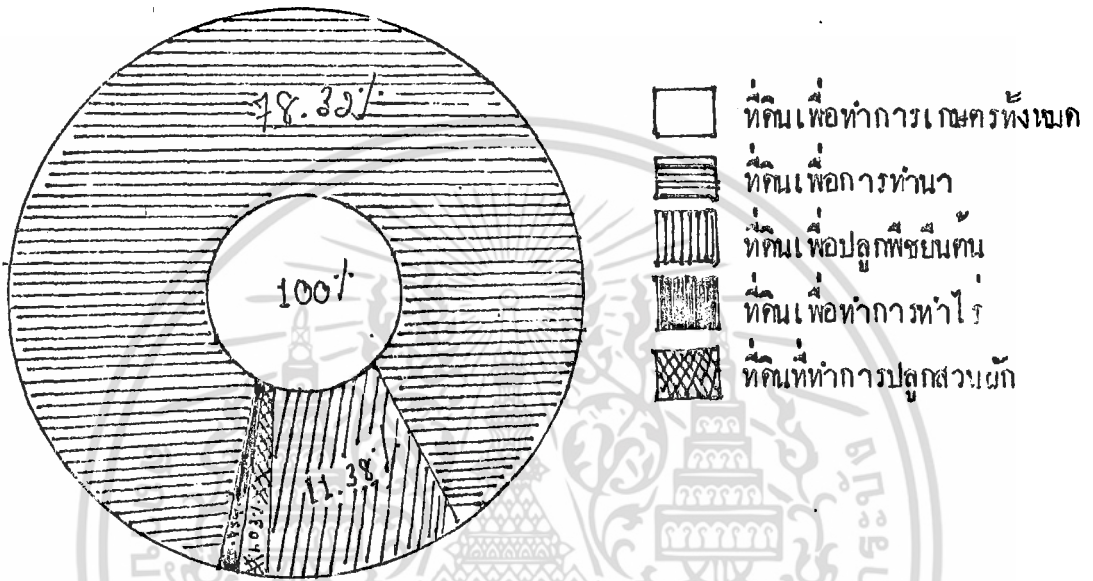 78.32%
100%
11.38%
ที่ดินเพื่อทำการเกษตรทั้งหมด
ที่ดินเพื่อการทำนา
ที่ดินเพื่อปลูกพืชยืนต้น
ที่ดินเพื่อทำการทำไร่
ที่ดินที่ทำการปลูกสวนผัก